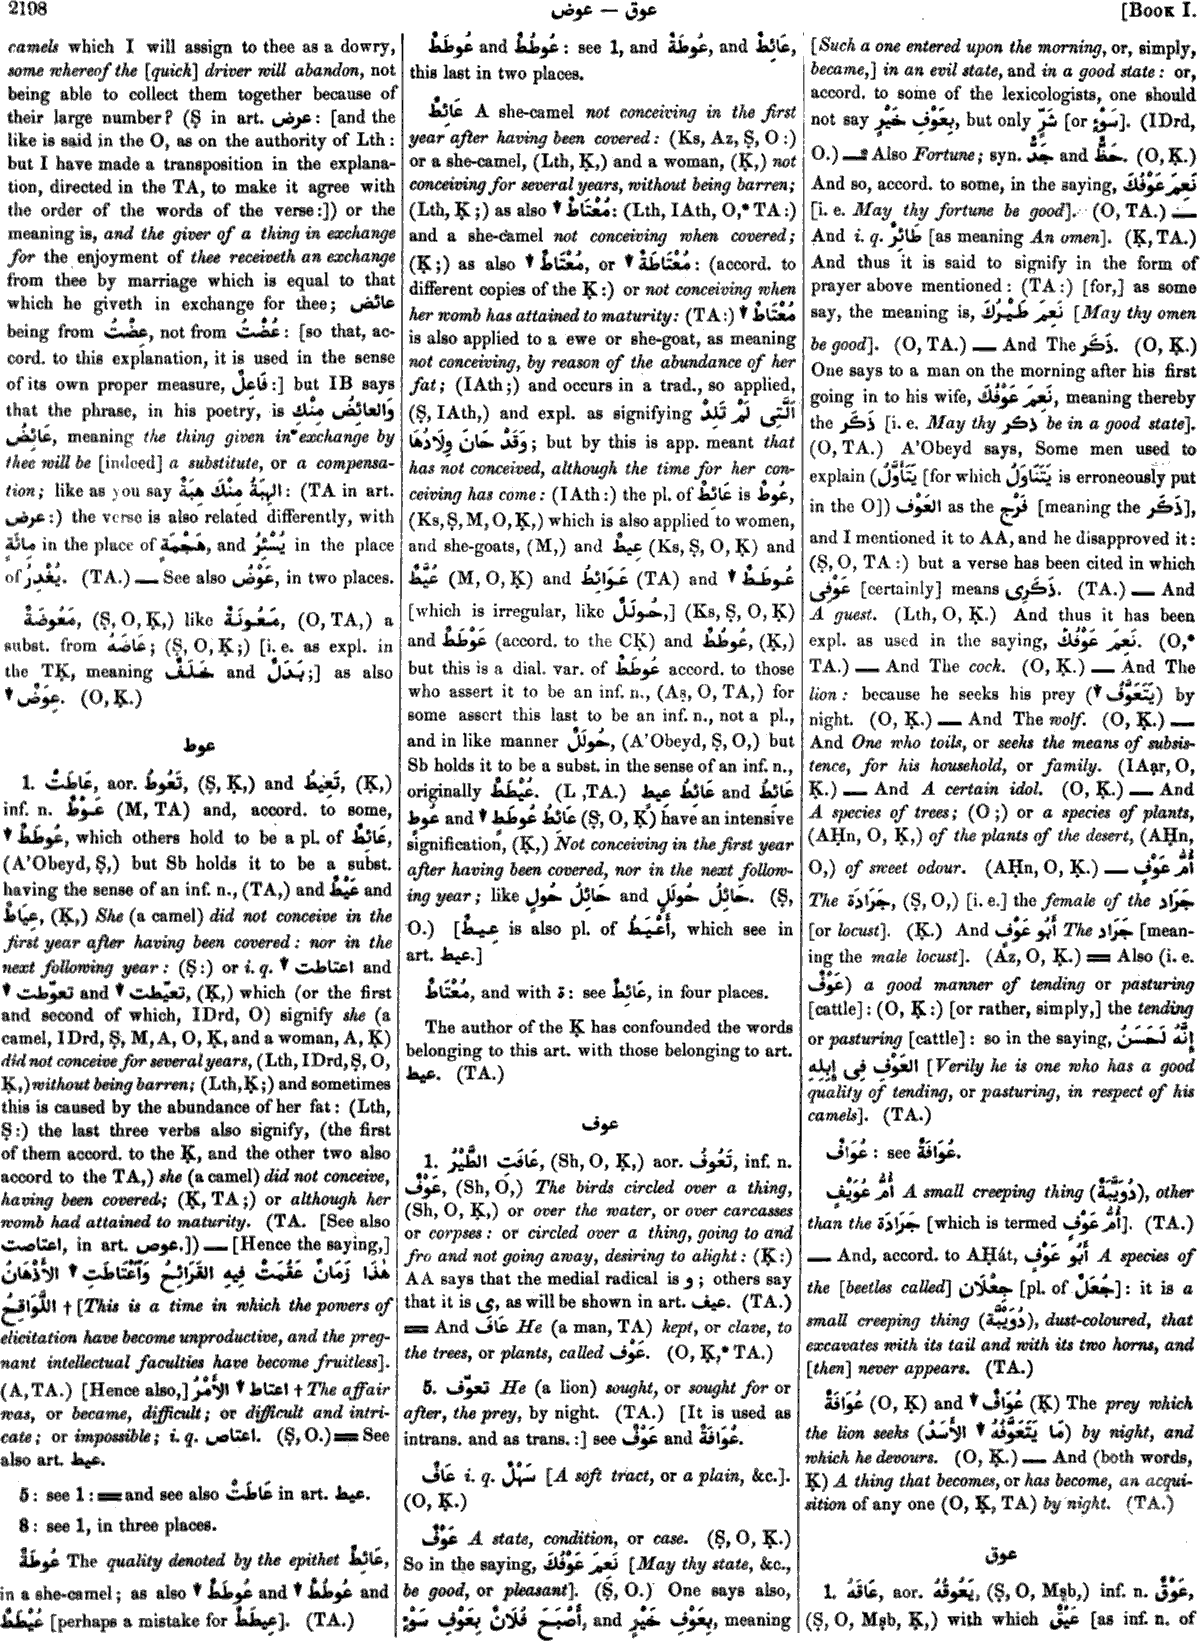 2198
عوض — عوق
[BOOK I.
camels which I will assign to thee as a dowry,
some whereof the [quick] driver will abandon, not
being able to collect them together because of
their large number? (Ṣ in art. عرض: [and the
like is said in the O, as on the authority of Lth:
but I have made a transposition in the explana-
tion, directed in the TA, to make it agree with
the order of the words of the verse:]) or the
meaning is, and the giver of a thing in exchange
for the enjoyment of thee receiveth an exchange
from thee by marriage which is equal to that
which he giveth in exchange for thee; عائض
being from عِضْتُ, not from عُضْتُ: [so that, ac-
cord. to this explanation, it is used in the sense
of its own proper measure, فَاعِلٌ:] but IB says
that the phrase, in his poetry, is وَالعائِضُ مِنْكِ
عَائِضُ, meaning the thing given in exchange by
thee will be [indeed] a substitute, or a compensa-
tion; like as you say الهِبَةُ مِنْكَ هِبَةٌ: (TA in art.
عرض:) the verse is also related differently, with
مِائَةٍ in the place of هَجْمَةٍ, and يُسْئِرُ in the place
of يُغْدِرُ. (TA.) — See also عَوْضُ, in two places.
مَعُوضَةٌ, (Ṣ, O, Ḳ,) like مَعُونَةٌ, (O, TA,) a
subst. from عَاضَهُ; (Ṣ, O, Ḳ;) [i. e. as expl. in
the TḲ, meaning خَلَفٌ and بَدَلٌ;] as also
▾ عِوَضٌ. (O, Ḳ.)
عوط
1. عَاطَتْ, aor. تَعُوطُ, (Ṣ, Ḳ,) and تَعِيطُ, (Ḳ,)
inf. n. عَوْطٌ (M, TA) and, accord. to some,
▾ عُوطَطٌ, which others hold to be a pl. of عَائِطٌ,
(A'Obeyd, Ṣ,) but Sb holds it to be a subst.
having the sense of an inf. n., (TA,) and عَيْطٌ and
عِيَاطٌ, (Ḳ,) She (a camel) did not conceive in the
first year after having been covered: nor in the
next following year: (Ṣ:) or i. q. ▾ اعتاطت and
▾ تعوّطت and ▾ تعيّطت, (Ḳ,) which (or the first
and second of which, IDrd, O) signify she (a
camel, IDrd, Ṣ, M, A, O, Ḳ, and a woman, A, Ḳ)
did not conceive for several years, (Lth, IDrd, Ṣ, O,
Ḳ,) without being barren; (Lth, Ḳ;) and sometimes
this is caused by the abundance of her fat: (Lth,
Ṣ:) the last three verbs also signify, (the first
of them accord. to the Ḳ, and the other two also
accord to the TA,) she (a camel) did not conceive,
having been covered; (Ḳ, TA;) or although her
womb had attained to maturity. (TA. [See also
اعتاصت, in art. عوص.]) — [Hence the saying,]
هٰذَا زَمَانٌ عَقُمَتْ فِيهِ القَرَائِحُ وَٱعْتَاطَتِ ▾ الأَذْهَانُ
اللَّوَاقِحُ † [This is a time in which the powers of
elicitation have become unproductive, and the preg-
nant intellectual faculties have become fruitless].
(A, TA.) [Hence also,] اعتاط ▾ الأَمْرُ † The affair
was, or became, difficult; or difficult and intri-
cate; or impossible; i. q. اعتاص. (Ṣ, O.) ═ See
also art. عيط.
5: see 1: ═ and see also عَاطَتْ in art. عيط.
8: see 1, in three places.
عُوطَةٌ The quality denoted by the epithet عَائِطٌ,
in a she-camel; as also ▾ عُوطَطٌ and ▾ عُوطُطٌ and
عُيْطَطٌ [perhaps a mistake for عِيطَطٌ]. (TA.)
عُوطَطٌ and عُوطُطٌ: see 1, and عُوطَةٌ, and عَائِطٌ,
this last in two places.
عَائِطٌ A she-camel not conceiving in the first
year after having been covered: (Ks, Az, Ṣ, O:)
or a she-camel, (Lth, Ḳ,) and a woman, (Ḳ,) not
conceiving for several years, without being barren;
(Lth, Ḳ;) as also ▾ مُعْتَاطٌ: (Lth, IAth, O,* TA:)
and a she-camel not conceiving when covered;
(Ḳ;) as also ▾ مُعْتَاطٌ, or ▾ مُعْتَاطَةٌ: (accord. to
different copies of the Ḳ:) or not conceiving when
her womb has attained to maturity: (TA:) ▾ مُعْتَاطٌ
is also applied to a ewe or she-goat, as meaning
not conceiving, by reason of the abundance of her
fat; (IAth;) and occurs in a trad., so applied,
(Ṣ, IAth,) and expl. as signifying أَلَّتِى لَمْ تَلِدْ
وَقَدْ حَانَ وِلَادُهَا; but by this is app. meant that
has not conceived, although the time for her con-
ceiving has come: (IAth:) the pl. of عَائِطٌ is عُوطٌ,
(Ks, Ṣ, M, O, Ḳ,) which is also applied to women,
and she-goats, (M,) and عِيطٌ (Ks, Ṣ, O, Ḳ) and
عُيَّطٌ (M, O, Ḳ) and عَوَائِطُ (TA) and ▾ عُوطَطٌ
[which is irregular, like حُولَلٌ,] (Ks, Ṣ, O, Ḳ)
and عَوْطَطٌ (accord. to the CḲ) and عُوطُطٌ, (Ḳ,)
but this is a dial. var. of عُوطَطٌ accord. to those
who assert it to be an inf. n., (Aṣ, O, TA,) for
some assert this last to be an inf. n., not a pl.,
and in like manner حُولَلٌ, (A'Obeyd, Ṣ, O,) but
Sb holds it to be a subst. in the sense of an inf. n.,
originally عُيْطَطٌ. (L ,TA.) عَائِطُ عِيطٍ and عَائِطُ
عُوطٍ and ▾ عَائِطُ عُوطَطٍ (Ṣ, O, Ḳ) have an intensive
signification, (Ḳ,) Not conceiving in the first year
after having been covered, nor in the next follow-
ing year; like حَائِلُ حُولٍ and حَائِلُ حُولَلٍ. (Ṣ,
O.) [عِيطٌ is also pl. of أَعْيَطُ, which see in
art. عيط.]
مُعْتَاطٌ, and with ة: see عَائِطٌ, in four places.
The author of the Ḳ has confounded the words
belonging to this art. with those belonging to art.
عيط. (TA.)
عوف
1. عَافَتِ الطَّيْرُ, (Sh, O, Ḳ,) aor. تَعُوفُ, inf. n.
عَوْفٌ, (Sh, O,) The birds circled over a thing,
(Sh, O, Ḳ,) or over the water, or over carcasses
or corpses: or circled over a thing, going to and
fro and not going away, desiring to alight: (Ḳ:)
AA says that the medial radical is و; others say
that it is ى, as will be shown in art. عيف. (TA.)
═ And عَافَ He (a man, TA) kept, or clave, to
the trees, or plants, called عَوْف. (O, Ḳ,* TA.)
5. تعوّف He (a lion) sought, or sought for or
after, the prey, by night. (TA.) [It is used as
intrans. and as trans.:] see عَوْفٌ and عُوَافَةٌ.
عَافٌ i. q. سَهْلٌ [A soft tract, or a plain, &c.].
(O, Ḳ.)
عَوْفٌ A state, condition, or case. (Ṣ, O, Ḳ.)
So in the saying, نَعِمَ عَوْفُكَ [May thy state, &c.,
be good, or pleasant]. (Ṣ, O.) One says also,
أَصْبَحَ فُلَانٌ بِعَوْفِ سَوْءٍ, and بِعَوْفِ خَيْرٍ, meaning
[Such a one entered upon the morning, or, simply,
became,] in an evil state, and in a good state: or,
accord. to some of the lexicologists, one should
not say بِعَوْفِ خَيْرٍ, but only شَرٍّ [or سَوْءٍ]. (IDrd,
O.) — Also Fortune; syn. جَدٌّ and حَظٌّ. (O, Ḳ.)
And so, accord. to some, in the saying, نَعِمَ عَوْفُكَ
[i. e. May thy fortune be good]. (O, TA.) —
And i. q. طَائِرٌ [as meaning An omen]. (Ḳ, TA.)
And thus it is said to signify in the form of
prayer above mentioned: (TA:) [for,] as some
say, the meaning is, نَعِمَ طَيْرُكَ [May thy omen
be good]. (O, TA.) — And The ذَكَر. (O, Ḳ.)
One says to a man on the morning after his first
going in to his wife, نَعِمَ عَوْفُكَ, meaning thereby
the ذَكَر [i. e. May thy ذكر be in a good state].
(O, TA.) A'Obeyd says, Some men used to
explain (يَتَأَوَّلُ [for which يَتَنَاوَلُ is erroneously put
in the O]) العَوْف as the فَرْج [meaning the ذَكَر],
and I mentioned it to AA, and he disapproved it:
(Ṣ, O, TA:) but a verse has been cited in which
عَوْفِى [certainly] means ذَكَرِى. (TA.) — And
A guest. (Lth, O, Ḳ.) And thus it has been
expl. as used in the saying, نَعِمَ عَوْفُكَ. (O,*
TA.) — And The cock. (O, Ḳ.) — And The
lion: because he seeks his prey (▾ يَتَعَوَّفُ) by
night. (O, Ḳ.) — And The wolf. (O, Ḳ.) —
And One who toils, or seeks the means of subsis-
tence, for his household, or family. (IAạr, O,
Ḳ.) — And A certain idol. (O, Ḳ.) — And
A species of trees; (O;) or a species of plants,
(AḤn, O, Ḳ,) of the plants of the desert, (AḤn,
O,) of sweet odour. (AḤn, O, Ḳ.) — أُمُّ عَوْفٍ
The جَرَادَة, (Ṣ, O,) [i. e.] the female of the جَرَاد
[or locust]. (Ḳ.) And أَبُو عَوْفٍ The جَرَاد [mean-
ing the male locust]. (Az, O, Ḳ.) ═ Also (i. e.
عَوْفٌ) a good manner of tending or pasturing
[cattle]: (O, Ḳ:) [or rather, simply,] the tending
or pasturing [cattle]: so in the saying, إِنَّهُ لَحَسَنُ
العَوْفِ فِى إِبِلِهِ [Verily he is one who has a good
quality of tending, or pasturing, in respect of his
camels]. (TA.)
عُوَافٌ: see عُوَافَةٌ.
أُمُّ عُوَيْفٍ A small creeping thing (دُوَيْبَّةٌ), other
than the جَرَادَة [which is termed أُمُّ عَوْفٍ]. (TA.)
— And, accord. to AḤát, أَبُو عَوْفٍ A species of
the [beetles called] جِعْلَان [pl. of جُعَلٌ]: it is a
small creeping thing (دُوَيْبَّة), dust-coloured, that
excavates with its tail and with its two horns, and
[then] never appears. (TA.)
عُوَافَةٌ (O, Ḳ) and ▾ عُوَافٌ (Ḳ) The prey which
the lion seeks (مَا يَتَعَوَّفُهُ ▾ الأَسَدُ) by night, and
which he devours. (O, Ḳ.) — And (both words,
Ḳ) A thing that becomes, or has become, an acqui-
sition of any one (O, Ḳ, TA) by night. (TA.)
عوق
1. عَاقَهُ, aor. يَعُوقُهُ, (Ṣ, O, Mṣb,) inf. n. عَوْقٌ,
(Ṣ, O, Mṣb, Ḳ,) with which عَيْقٌ [as inf. n. of